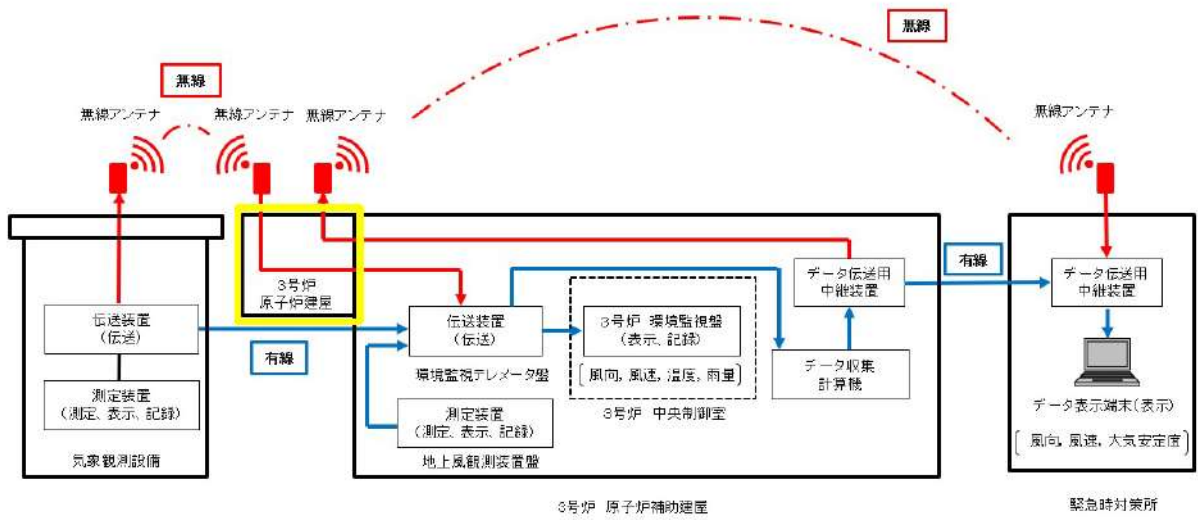 無線
無線
無線アンテナ
無線アンテナ
無線アンテナ
無線アンテナ
3号炉
原子炉建屋
伝送装置
(伝送)
測定装置
(測定、表示、記録)
気象観測設備
有線
伝送装置
(伝送)
環境監視テレメータ盤
測定装置
(測定、表示、記録)
地上風観測装置盤
3号炉 環境監視盤
(表示、記録)
風向, 風速, 温度, 雨量
3号炉 中央制御室
データ伝送用
中継装置
データ収集
計算機
3号炉 原子炉補助建屋
有線
データ伝送用
中継装置
データ表示端末(表示)
風向, 風速, 大気安定度
緊急時対策所